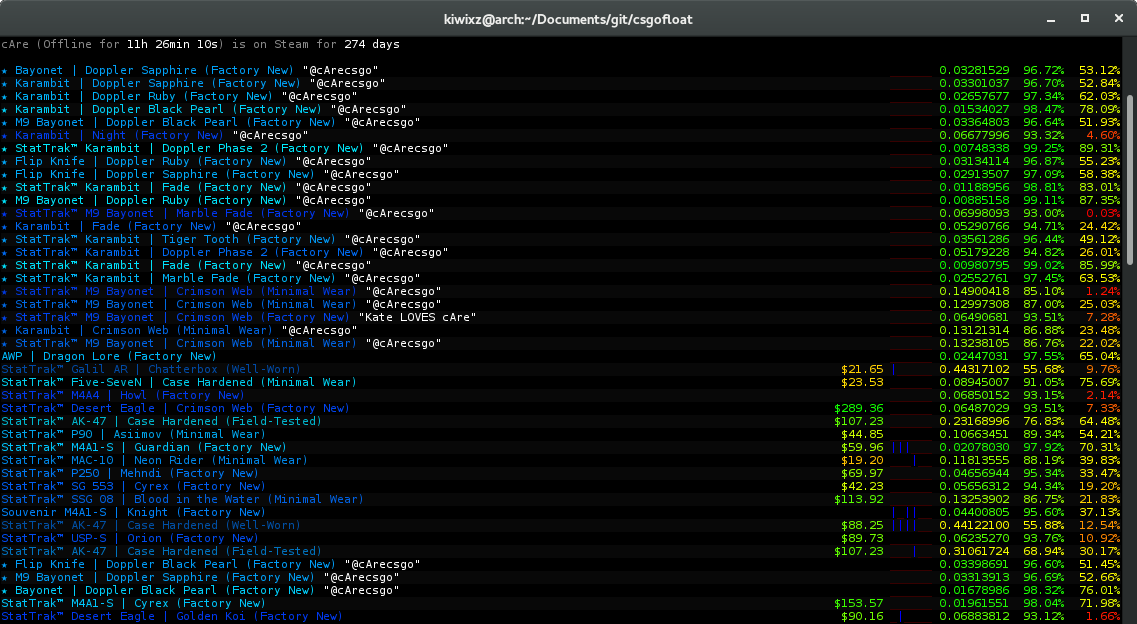 kiwixz@arch:~/Documents/git/csgofloat
cAre (Offline for 11h 26min 10s) is on Steam for 274 days
★ Bayonet | Doppler Sapphire (Factory New) "@cArecsgo" 0.03281529 96.72% 53.12%
★ Karambit | Doppler Sapphire (Factory New) "@cArecsgo" 0.03301037 96.70% 52.84%
★ Karambit | Doppler Ruby (Factory New) "@cArecsgo" 0.02657677 97.34% 62.03%
★ Karambit | Doppler Black Pearl (Factory New) "@cArecsgo" 0.01534027 98.47% 78.09%
★ M9 Bayonet | Doppler Black Pearl (Factory New) "@cArecsgo" 0.03364803 96.64% 51.93%
★ Karambit | Night (Factory New) "@cArecsgo" 0.06677996 93.32% 4.60%
★ StatTrak™ Karambit | Doppler Phase 2 (Factory New) "@cArecsgo" 0.00748338 99.25% 89.31%
★ Flip Knife | Doppler Ruby (Factory New) "@cArecsgo" 0.03134114 96.87% 55.23%
★ Flip Knife | Doppler Sapphire (Factory New) "@cArecsgo" 0.02913507 97.09% 58.38%
★ StatTrak™ Karambit | Fade (Factory New) "@cArecsgo" 0.01188956 98.81% 83.01%
★ M9 Bayonet | Doppler Ruby (Factory New) "@cArecsgo" 0.00885158 99.11% 87.35%
★ StatTrak™ M9 Bayonet | Marble Fade (Factory New) "@cArecsgo" 0.06998093 93.00% 0.03%
★ Karambit | Fade (Factory New) "@cArecsgo" 0.05290766 94.71% 24.42%
★ StatTrak™ Karambit | Tiger Tooth (Factory New) "@cArecsgo" 0.03561286 96.44% 49.12%
★ StatTrak™ Karambit | Doppler Phase 2 (Factory New) "@cArecsgo" 0.05179228 94.82% 26.01%
★ StatTrak™ Karambit | Fade (Factory New) "@cArecsgo" 0.00980795 99.02% 85.99%
★ StatTrak™ Karambit | Marble Fade (Factory New) "@cArecsgo" 0.02552761 97.45% 63.53%
★ StatTrak™ M9 Bayonet | Crimson Web (Minimal Wear) "@cArecsgo" 0.14900418 85.10% 1.24%
★ StatTrak™ M9 Bayonet | Crimson Web (Minimal Wear) "@cArecsgo" 0.12997308 87.00% 25.03%
★ StatTrak™ M9 Bayonet | Crimson Web (Factory New) "Kate LOVES cAre" 0.06490681 93.51% 7.28%
★ Karambit | Crimson Web (Minimal Wear) "@cArecsgo" 0.13121314 86.88% 23.48%
★ StatTrak™ M9 Bayonet | Crimson Web (Minimal Wear) "@cArecsgo" 0.13238105 86.76% 22.02%
AWP | Dragon Lore (Factory New) 0.02447031 97.55% 65.04%
StatTrak™ Galil AR | Chatterbox (Well-Worn) $21.65 0.44317102 55.68% 9.76%
StatTrak™ Five-SeveN | Case Hardened (Minimal Wear) $23.53 0.08945007 91.05% 75.69%
StatTrak™ M4A4 | Howl (Factory New) 0.06850152 93.15% 2.14%
StatTrak™ Desert Eagle | Crimson Web (Factory New) $289.36 0.06487029 93.51% 7.33%
StatTrak™ AK-47 | Case Hardened (Field-Tested) $107.23 0.23168996 76.83% 64.48%
StatTrak™ P90 | Asiimov (Minimal Wear) $44.85 0.10663451 89.34% 54.21%
StatTrak™ M4A1-S | Guardian (Factory New) $59.96 0.02078030 97.92% 70.31%
StatTrak™ MAC-10 | Neon Rider (Minimal Wear) $19.20 0.11813555 88.19% 39.83%
StatTrak™ P250 | Mehndi (Factory New) $69.97 0.04656944 95.34% 33.47%
StatTrak™ SG 553 | Cyrex (Factory New) $42.23 0.05656312 94.34% 19.20%
StatTrak™ SSG 08 | Blood in the Water (Minimal Wear) $113.92 0.13253902 86.75% 21.83%
Souvenir M4A1-S | Knight (Factory New) 0.04400805 95.60% 37.13%
StatTrak™ AK-47 | Case Hardened (Well-Worn) $88.25 0.44122100 55.88% 12.54%
StatTrak™ USP-S | Orion (Factory New) $89.73 0.06235270 93.76% 10.92%
StatTrak™ AK-47 | Case Hardened (Field-Tested) $107.23 0.31061724 68.94% 30.17%
★ Flip Knife | Doppler Black Pearl (Factory New) "@cArecsgo" 0.03398691 96.60% 51.45%
★ M9 Bayonet | Doppler Sapphire (Factory New) "@cArecsgo" 0.03313913 96.69% 52.66%
★ Bayonet | Doppler Black Pearl (Factory New) "@cArecsgo" 0.01678986 98.32% 76.01%
StatTrak™ M4A1-S | Cyrex (Factory New) $153.57 0.01961551 98.04% 71.98%
StatTrak™ Desert Eagle | Golden Koi (Factory New) $90.16 0.06883812 93.12% 1.66%